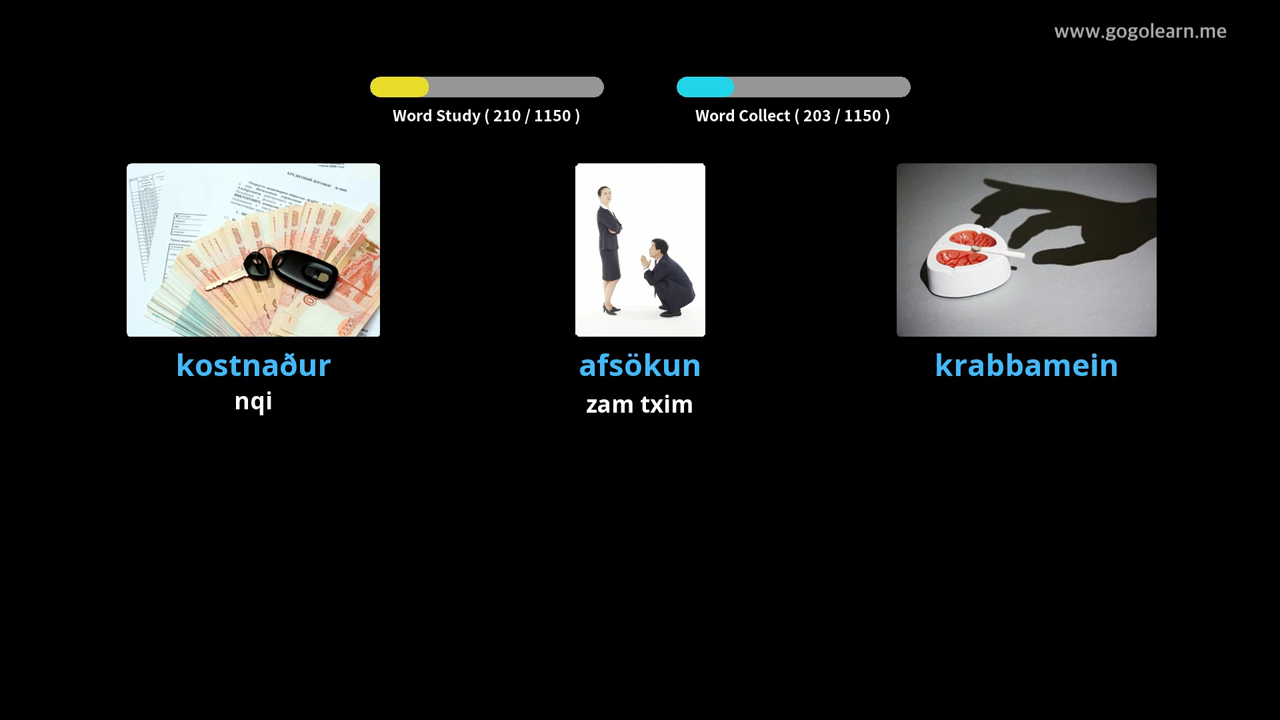 www.gogolearn.me
Word Study ( 210 / 1150 )
Word Collect ( 203 / 1150 )
kostnaður
afsökun
krabbamein
nqi
zam txim